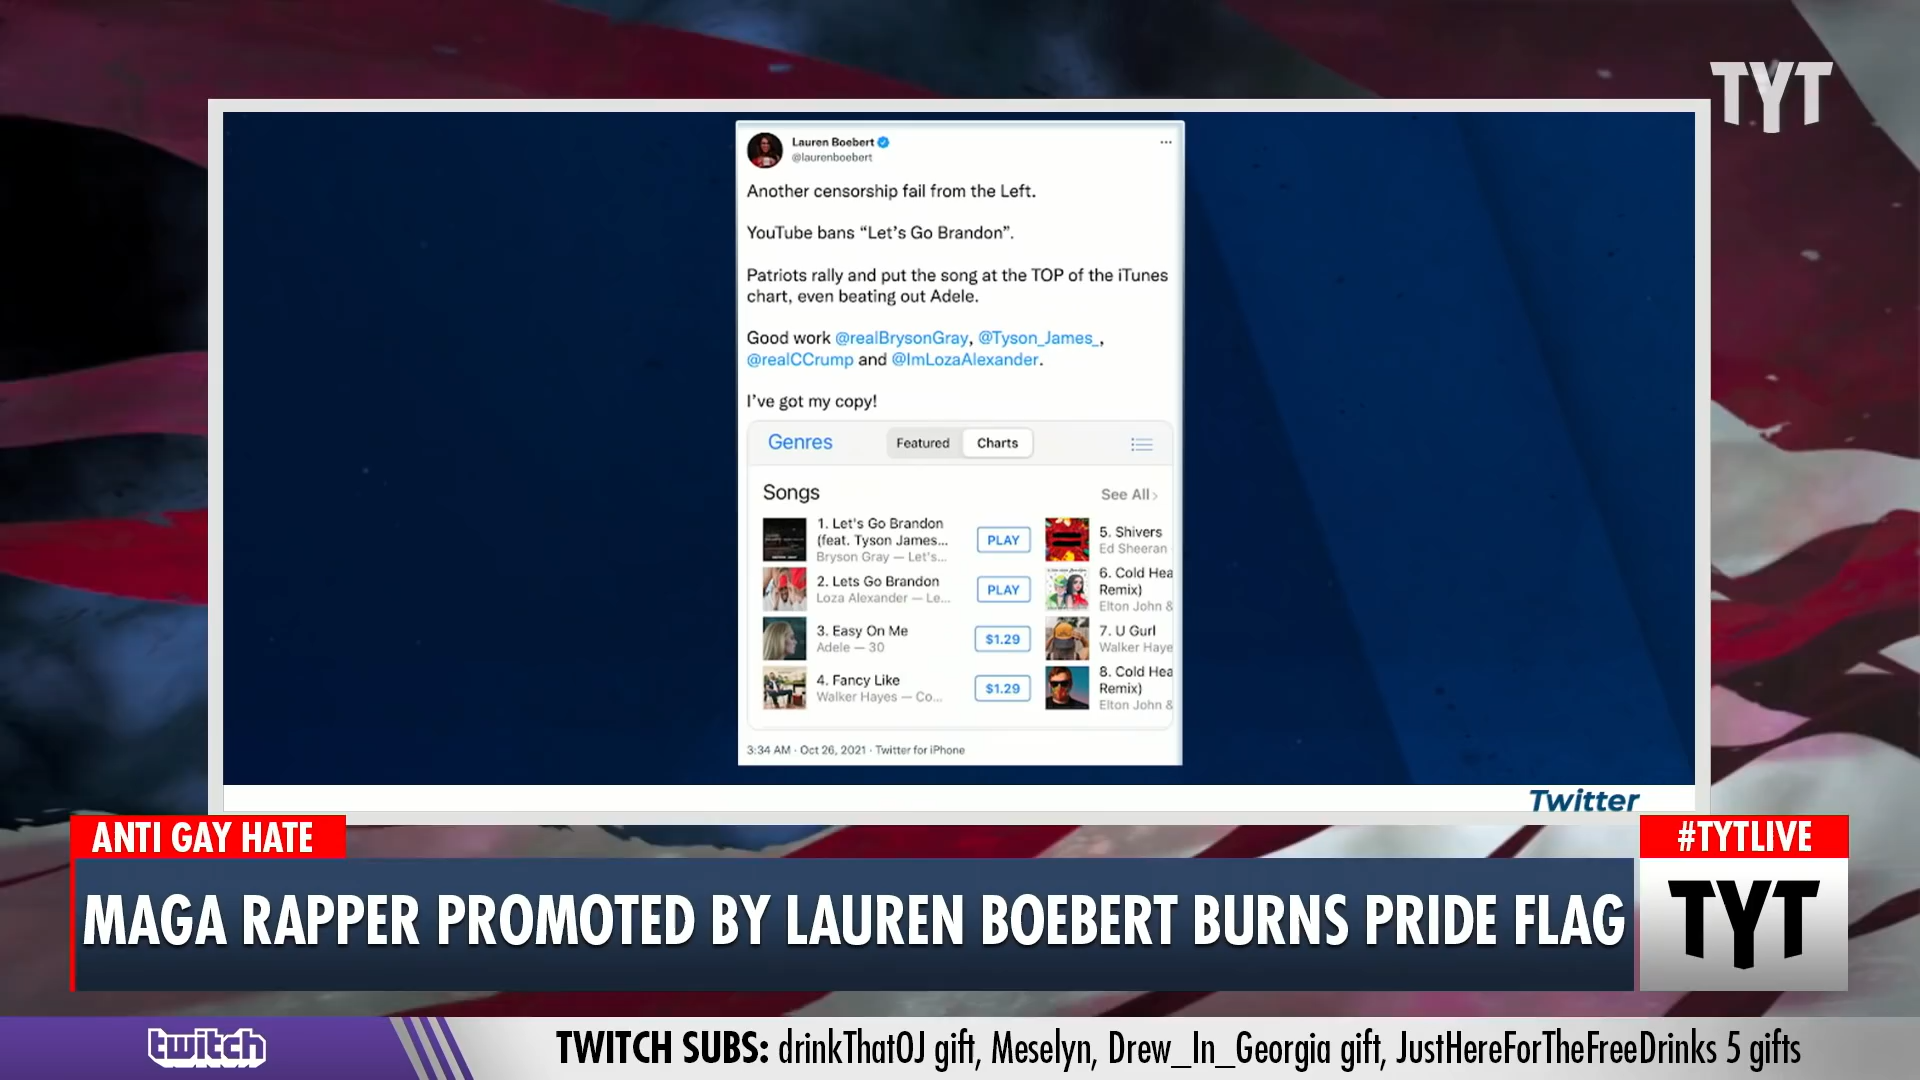 TYT
Lauren Boebert
@laurenboebert
Another censorship fail from the Left.
YouTube bans “Let’s Go Brandon”.
Patriots rally and put the song at the TOP of the iTunes
chart, even beating out Adele.
Good work @realBrysonGray, @Tyson_James_,
@realCCrump and @ImLozaAlexander.
I’ve got my copy!
Genres
Featured
Charts
Songs
See All
1. Let's Go Brandon
(feat. Tyson James...
Bryson Gray — Let's...
PLAY
2. Lets Go Brandon
Loza Alexander — Le...
PLAY
3. Easy On Me
Adele — 30
$1.29
4. Fancy Like
Walker Hayes — Co...
$1.29
5. Shivers
Ed Sheeran
6. Cold Hea
Remix)
Elton John &
7. U Gurl
Walker Haye
8. Cold Hea
Remix)
Elton John &
3:34 AM · Oct 26, 2021 · Twitter for iPhone
Twitter
ANTI GAY HATE
#TYTLIVE
MAGA RAPPER PROMOTED BY LAUREN BOEBERT BURNS PRIDE FLAG
TYT
twitch
TWITCH SUBS: drinkThatOJ gift, Meselyn, Drew_In_Georgia gift, JustHereForTheFreeDrinks 5 gifts